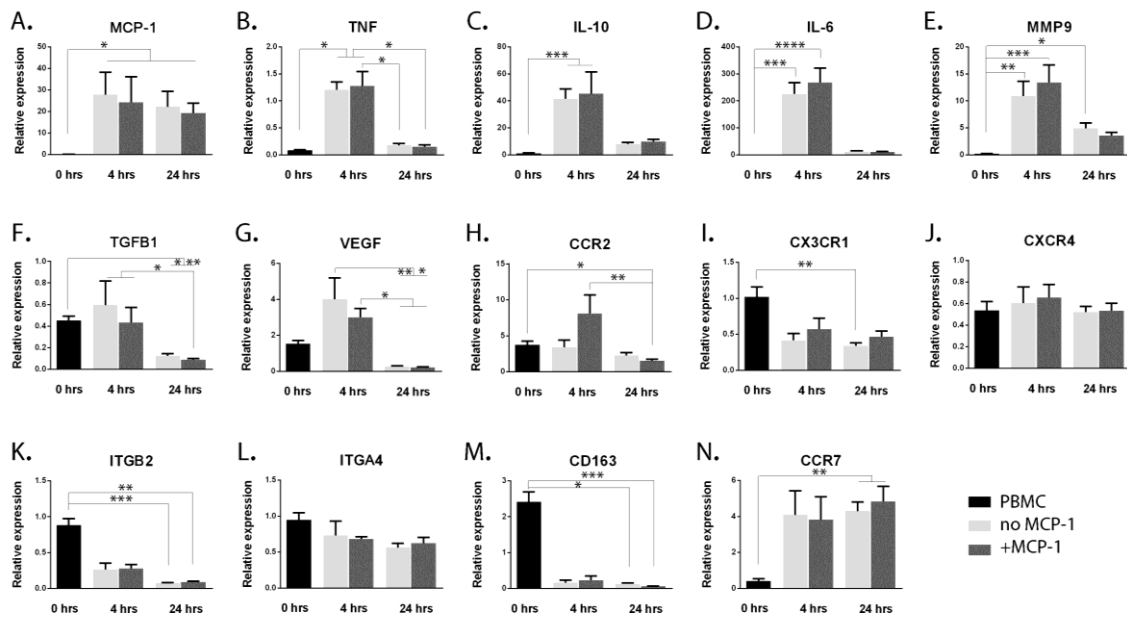 A.
MCP-1
Relative expression
50
40
30
20
10
0
*
0 hrs 4 hrs 24 hrs
B.
TNF
Relative expression
2.0
1.5
1.0
0.5
0.0
* *
*
0 hrs 4 hrs 24 hrs
C.
IL-10
Relative expression
100
80
60
40
20
0
***
0 hrs 4 hrs 24 hrs
D.
IL-6
Relative expression
600
400
200
0
****
***
0 hrs 4 hrs 24 hrs
E.
MMP9
Relative expression
20
15
10
5
0
*
***
**
0 hrs 4 hrs 24 hrs
F.
TGFB1
Relative expression
1.0
0.8
0.6
0.4
0.2
0.0
* **
*
0 hrs 4 hrs 24 hrs
G.
VEGF
Relative expression
8
6
4
2
0
** *
*
0 hrs 4 hrs 24 hrs
H.
CCR2
Relative expression
15
10
5
0
*
**
0 hrs 4 hrs 24 hrs
I.
CX3CR1
Relative expression
1.5
1.0
0.5
0.0
**
0 hrs 4 hrs 24 hrs
J.
CXCR4
Relative expression
1.0
0.8
0.6
0.4
0.2
0.0
0 hrs 4 hrs 24 hrs
K.
ITGB2
Relative expression
1.5
1.0
0.5
0.0
**
***
0 hrs 4 hrs 24 hrs
L.
ITGA4
Relative expression
1.5
1.0
0.5
0.0
0 hrs 4 hrs 24 hrs
M.
CD163
Relative expression
3
2
1
0
***
*
0 hrs 4 hrs 24 hrs
N.
CCR7
Relative expression
8
6
4
2
0
**
0 hrs 4 hrs 24 hrs
PBMC
no MCP-1
+MCP-1